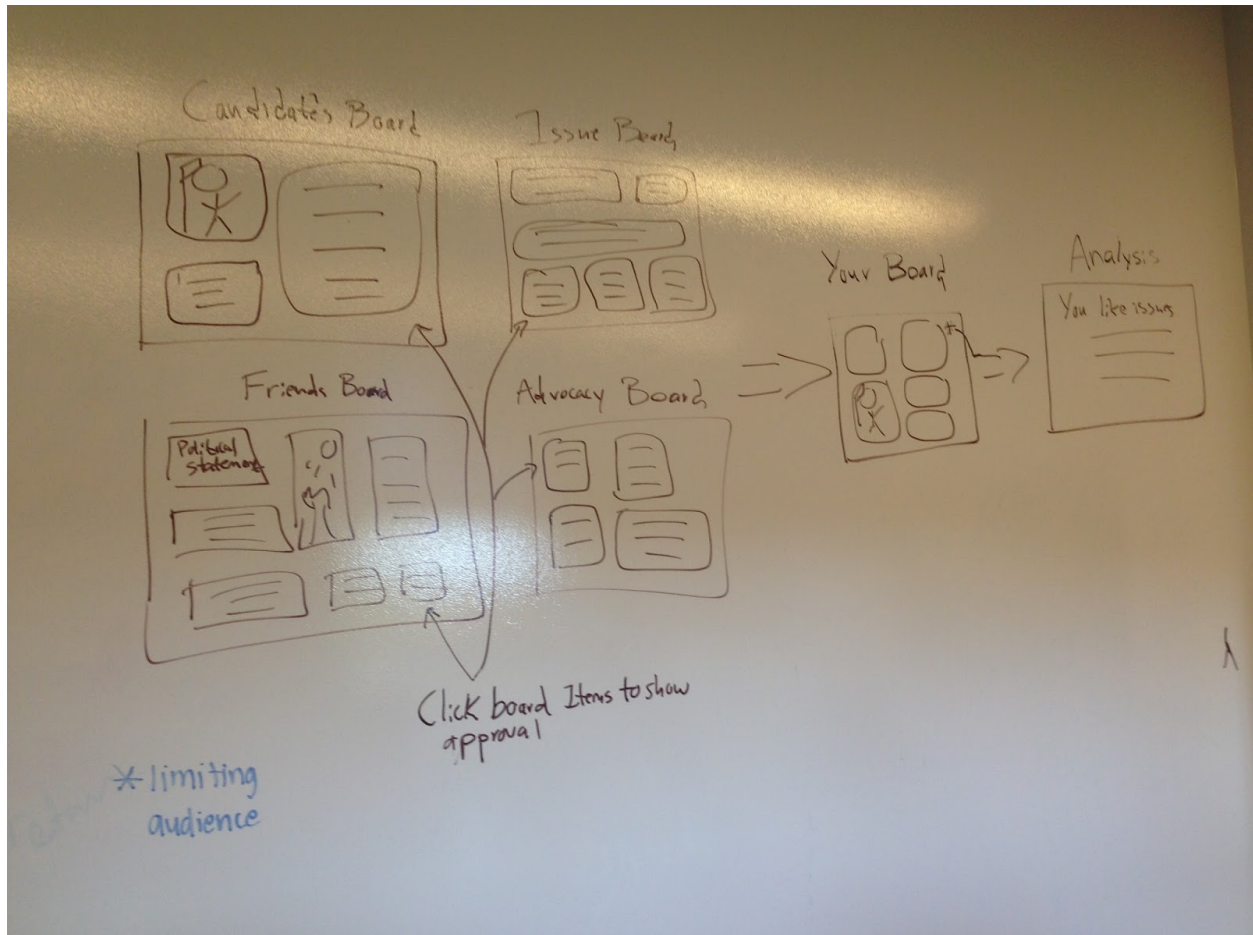 Candidate's Board
Issue Board
Friends Board
Political
statement
Advocacy Board
Your Board
+
Analysis
You like issues
Click board Items to show
approval
* limiting
audience